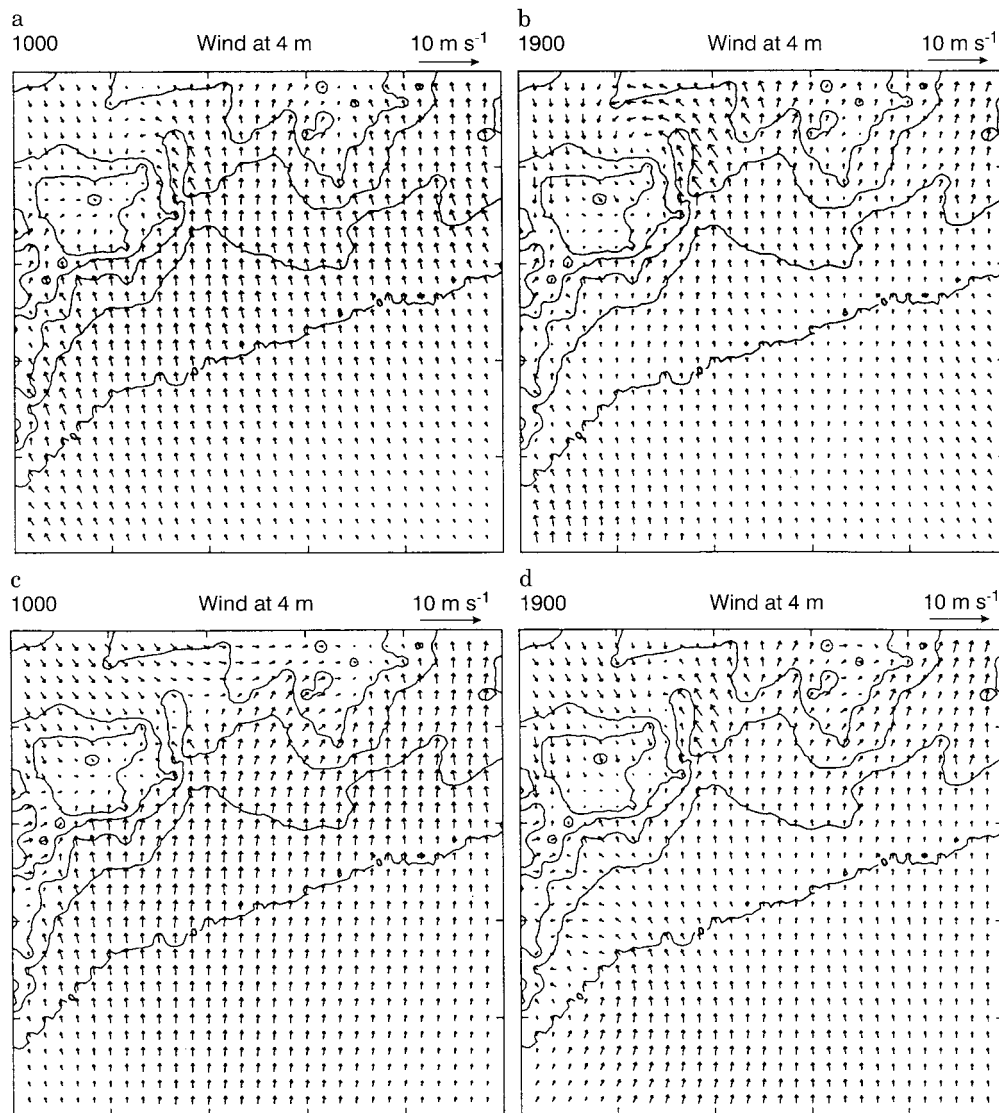 a
1000 Wind at 4 m 10 m s⁻¹
b
1900 Wind at 4 m 10 m s⁻¹
c
1000 Wind at 4 m 10 m s⁻¹
d
1900 Wind at 4 m 10 m s⁻¹